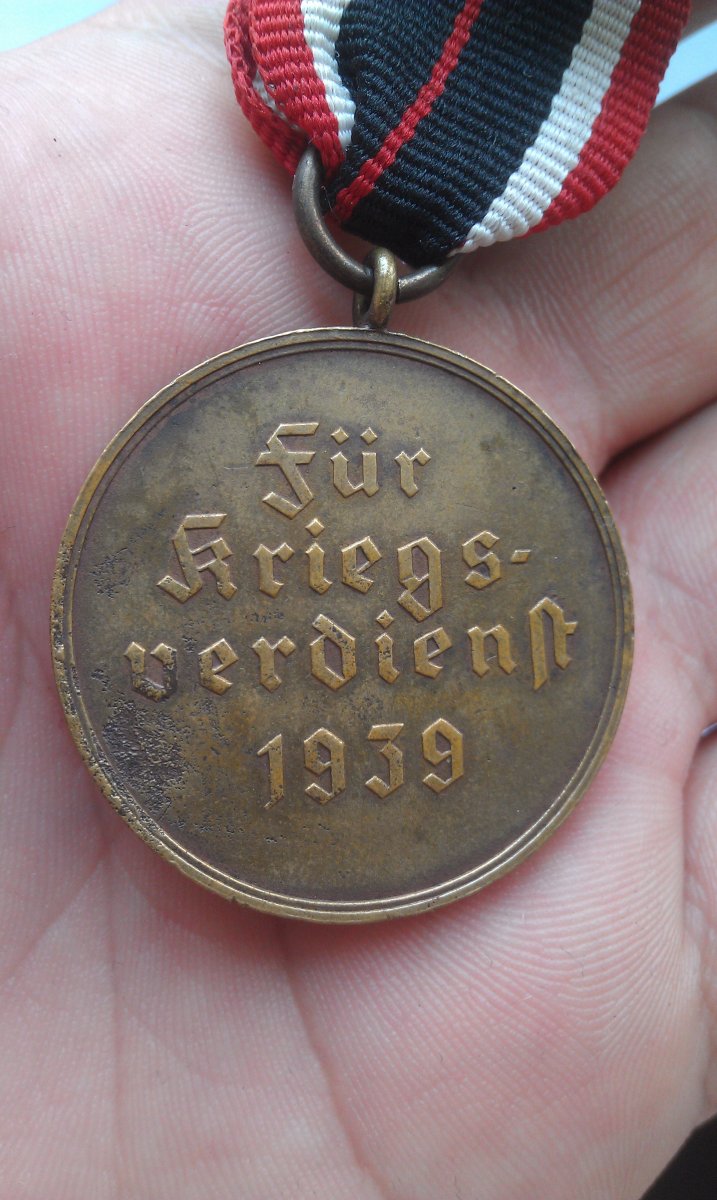 Für
Kriegs-
verdienst
1939